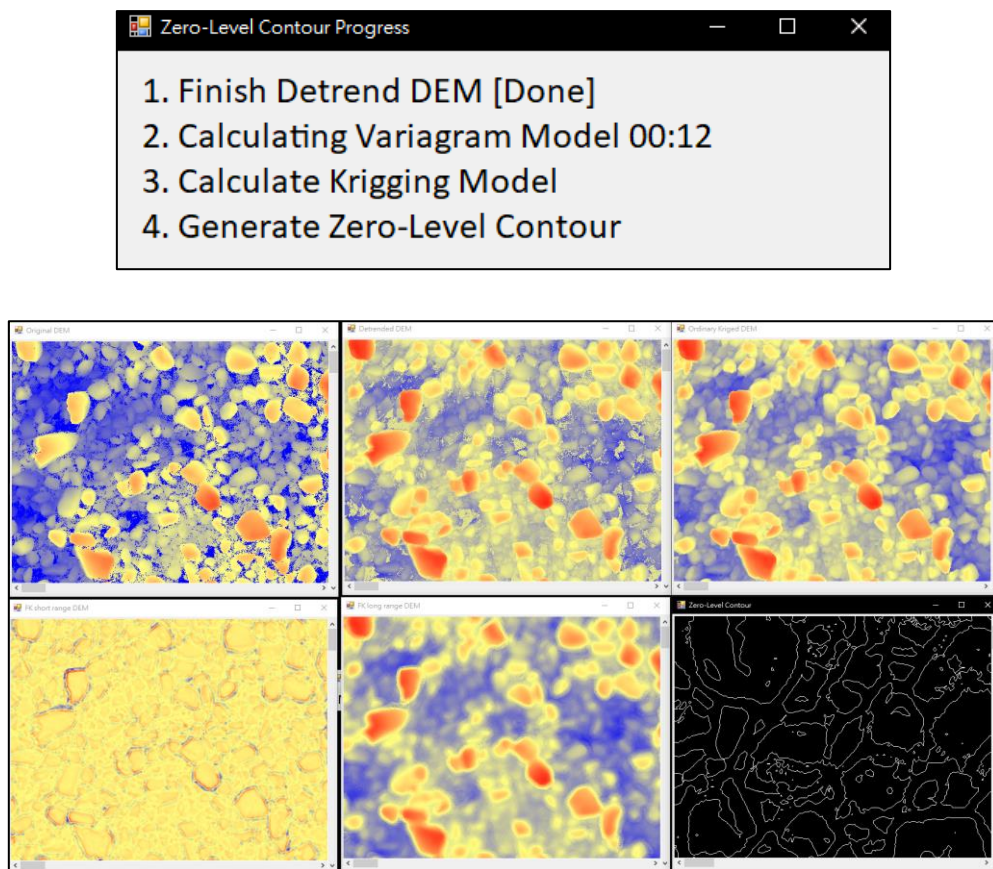 Zero-Level Contour Progress
1. Finish Detrend DEM [Done]
2. Calculating Variagram Model 00:12
3. Calculate Krigging Model
4. Generate Zero-Level Contour
Original DEM
Detrended DEM
Ordinary Kriged DEM
FK short range DEM
FK long range DEM
Zero-Level Contour